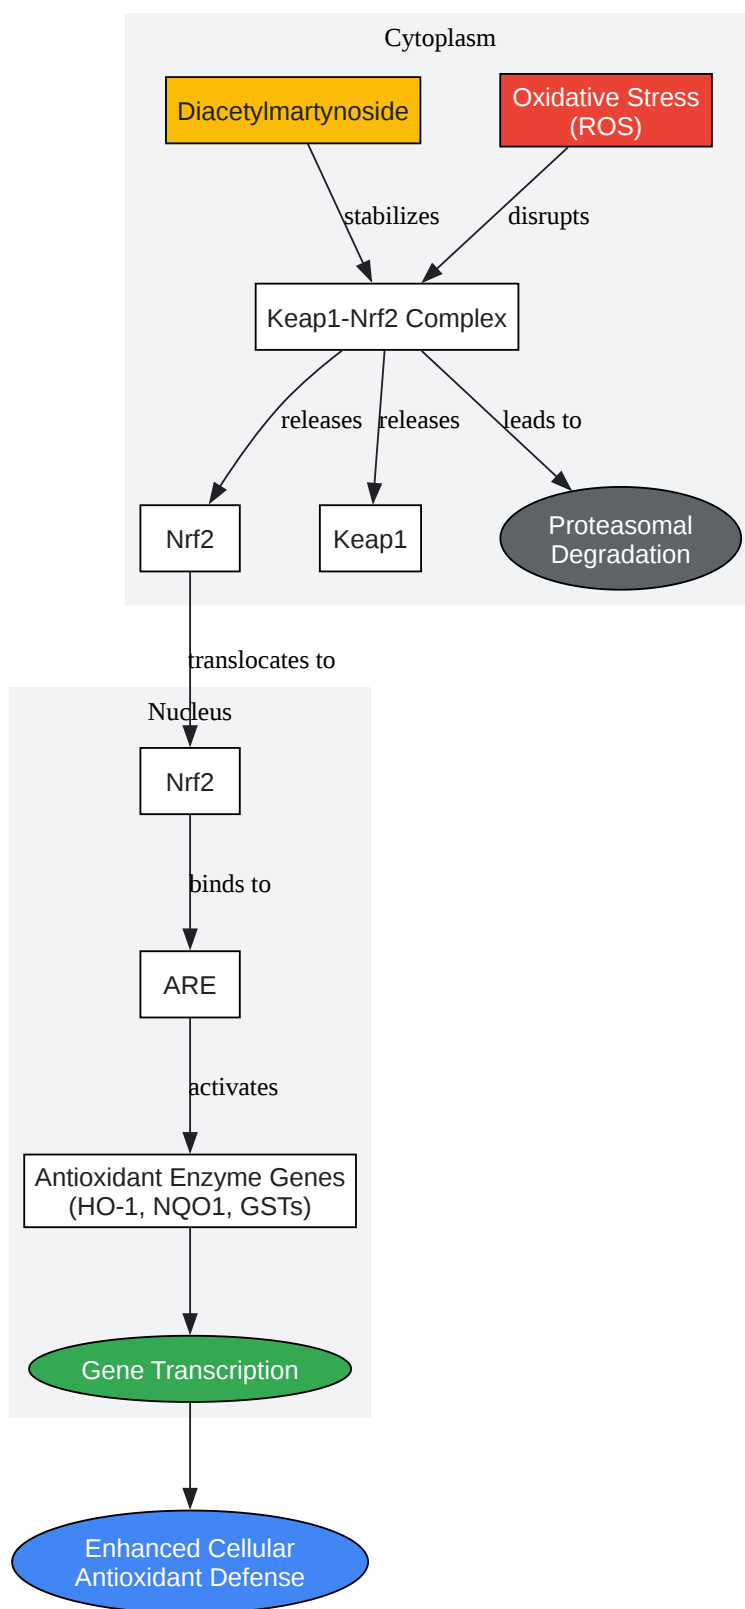 Cytoplasm
Diacetylmartynoside
Oxidative Stress
(ROS)
stabilizes
disrupts
Keap1-Nrf2 Complex
releases
releases
leads to
Nrf2
Keap1
Proteasomal
Degradation
translocates to
Nucleus
Nrf2
binds to
ARE
activates
Antioxidant Enzyme Genes
(HO-1, NQO1, GSTs)
Gene Transcription
Enhanced Cellular
Antioxidant Defense